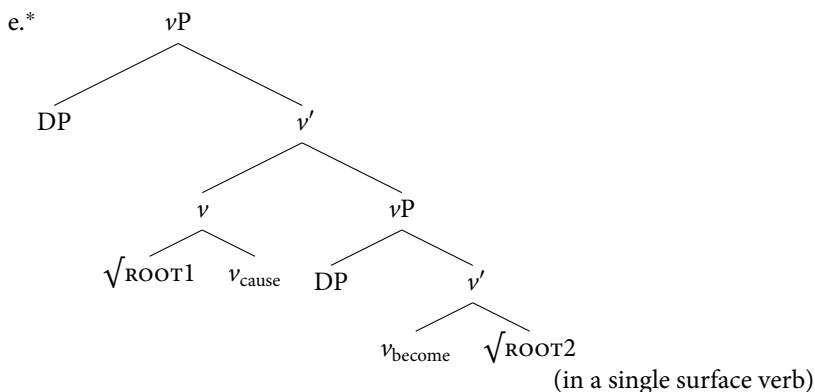 e.* vP
DP v′
v vP
√ROOT1 v_cause DP v′
v_become √ROOT2
(in a single surface verb)